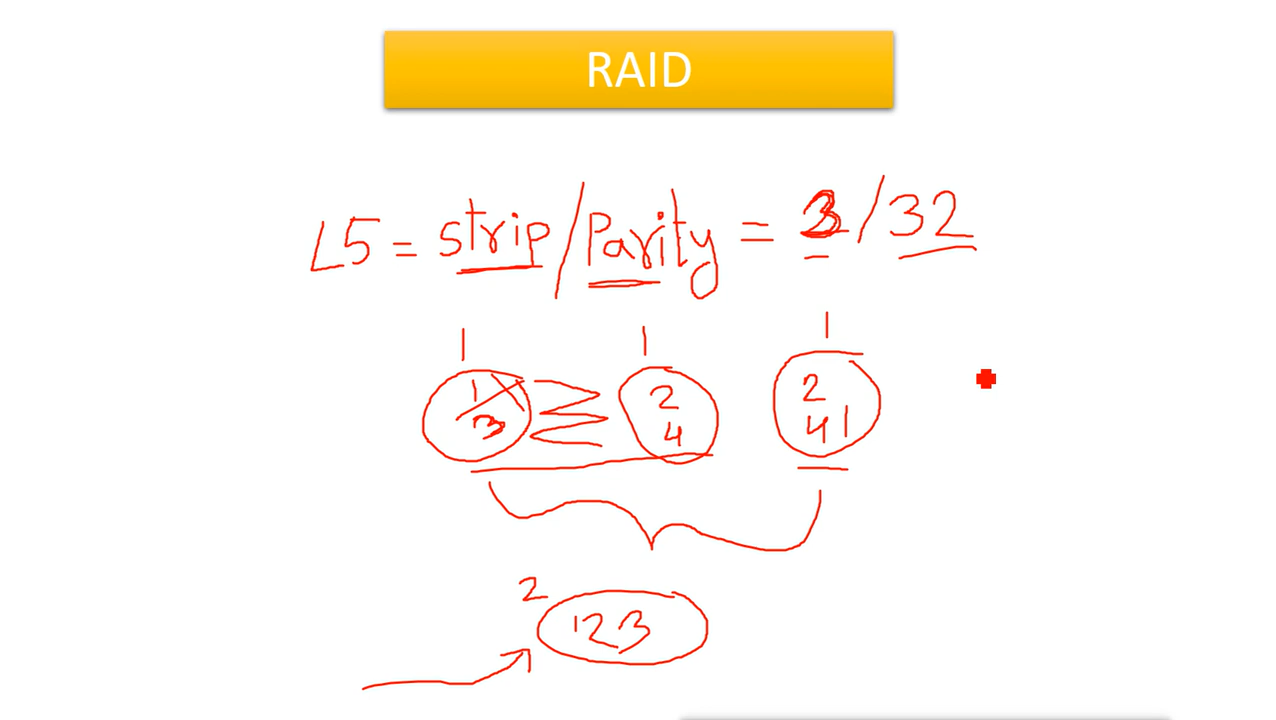 RAID
L5 = strip/Parity = 3/32
1 1 1
1 2 2
3 4 41
2
123